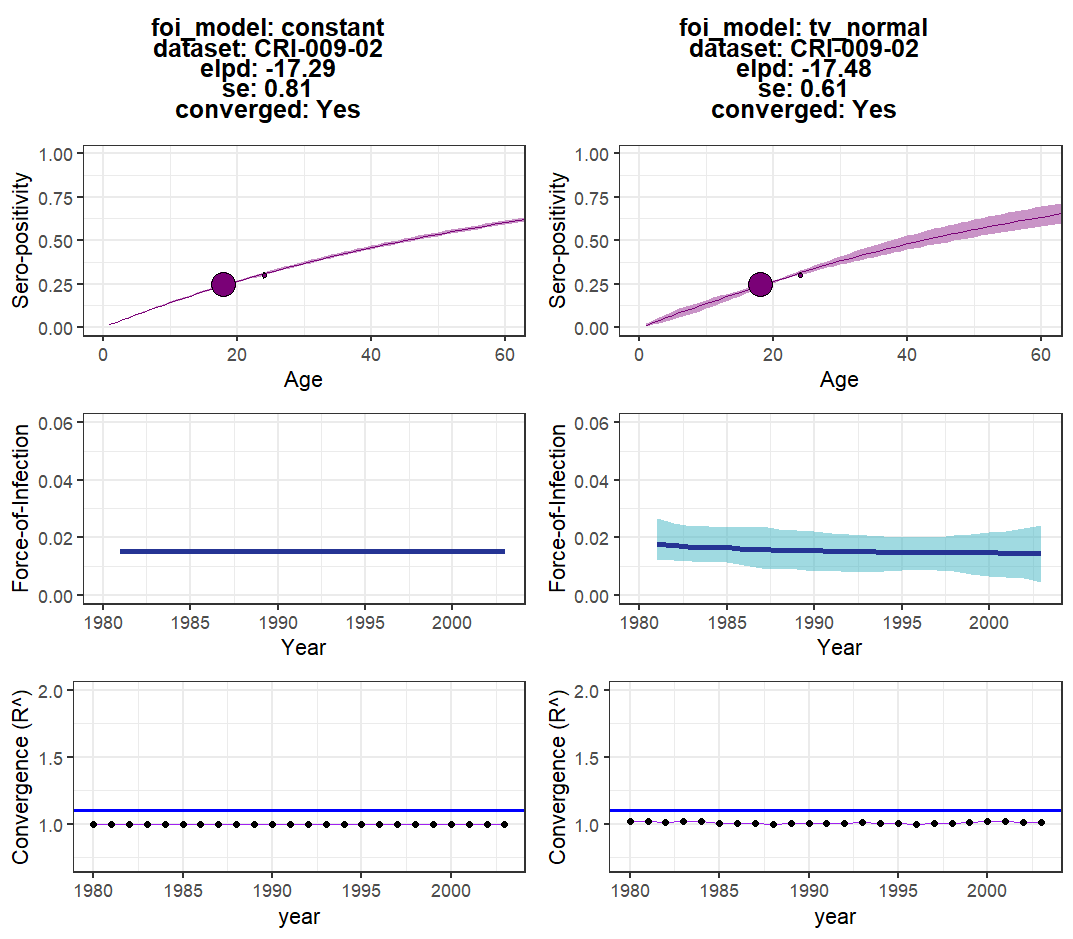 foi_model: constant
dataset: CRI-009-02
elpd: -17.29
se: 0.81
converged: Yes
Sero-positivity
1.00
0.75
0.50
0.25
0.00
0 20 40 60
Age
Force-of-Infection
0.06
0.04
0.02
0.00
1980 1985 1990 1995 2000
Year
Convergence (R^)
2.0
1.5
1.0
1980 1985 1990 1995 2000
year
foi_model: tv_normal
dataset: CRI-009-02
elpd: -17.48
se: 0.61
converged: Yes
Sero-positivity
1.00
0.75
0.50
0.25
0.00
0 20 40 60
Age
Force-of-Infection
0.06
0.04
0.02
0.00
1980 1985 1990 1995 2000
Year
Convergence (R^)
2.0
1.5
1.0
1980 1985 1990 1995 2000
year